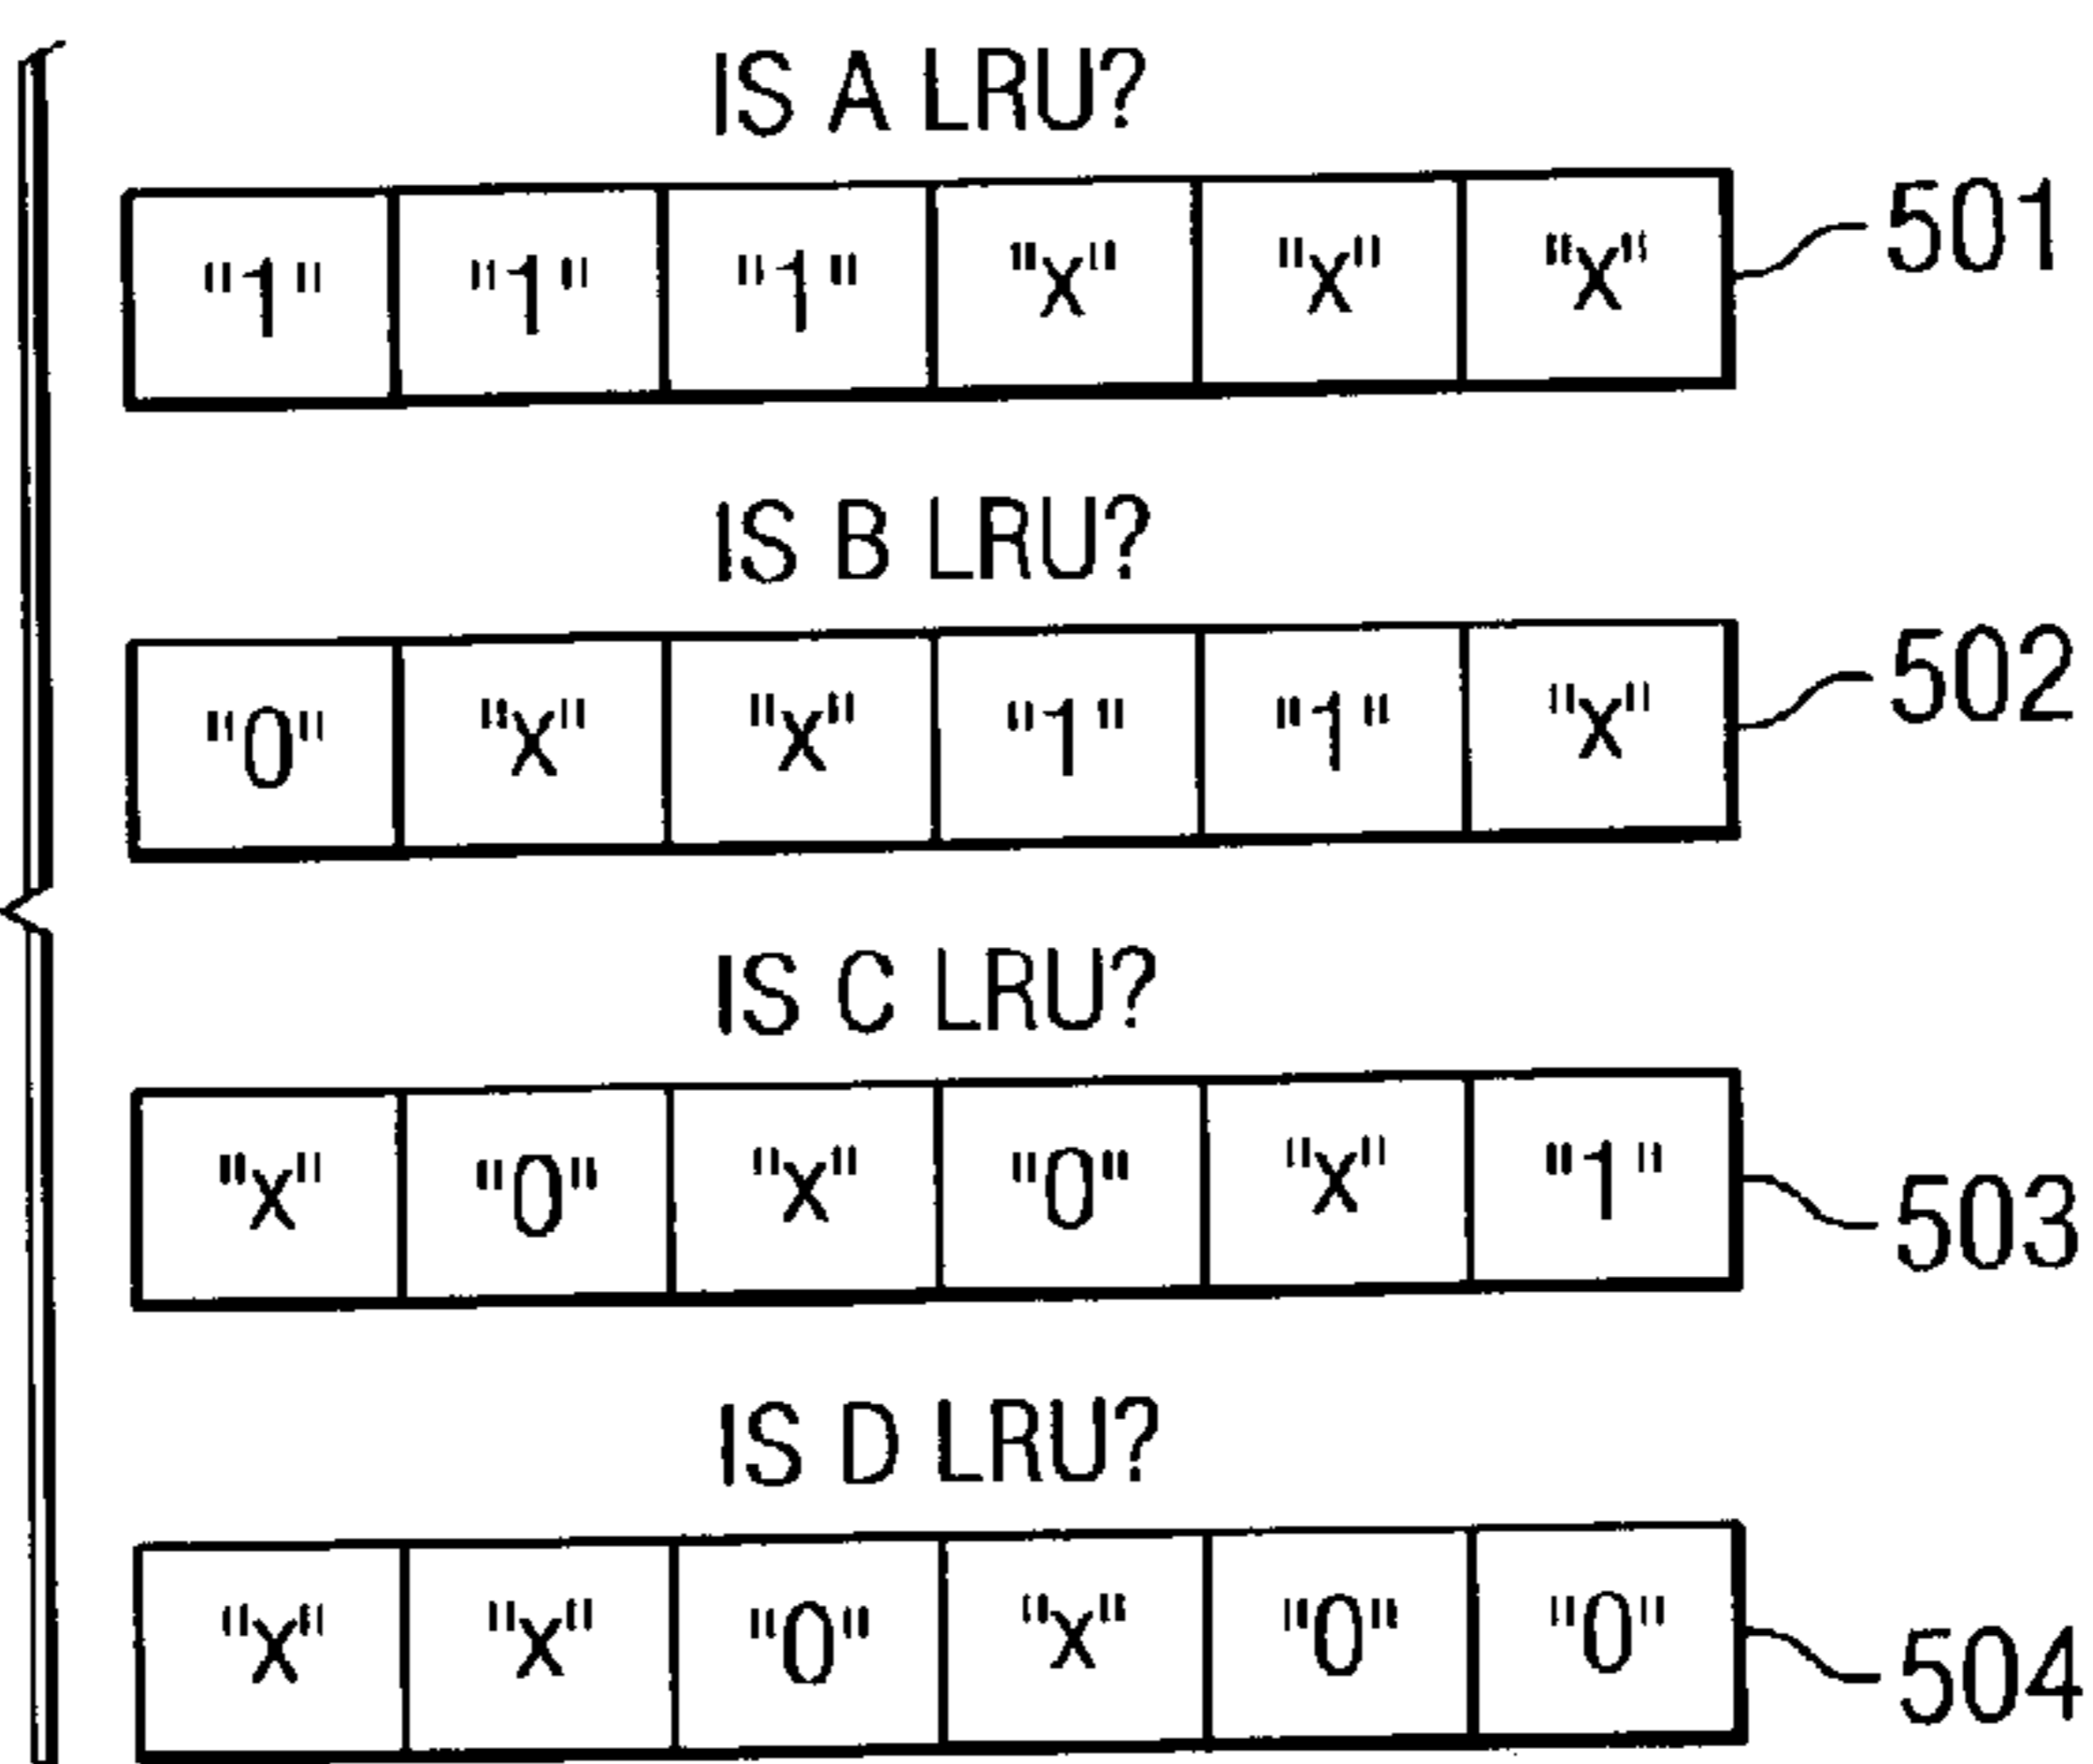 IS A LRU?
"1" "1" "1" "x" "x" "x" 501
IS B LRU?
"0" "x" "x" "1" "1" "x" 502
IS C LRU?
"x" "0" "x" "0" "x" "1" 503
IS D LRU?
"x" "x" "0" "x" "0" "0" 504